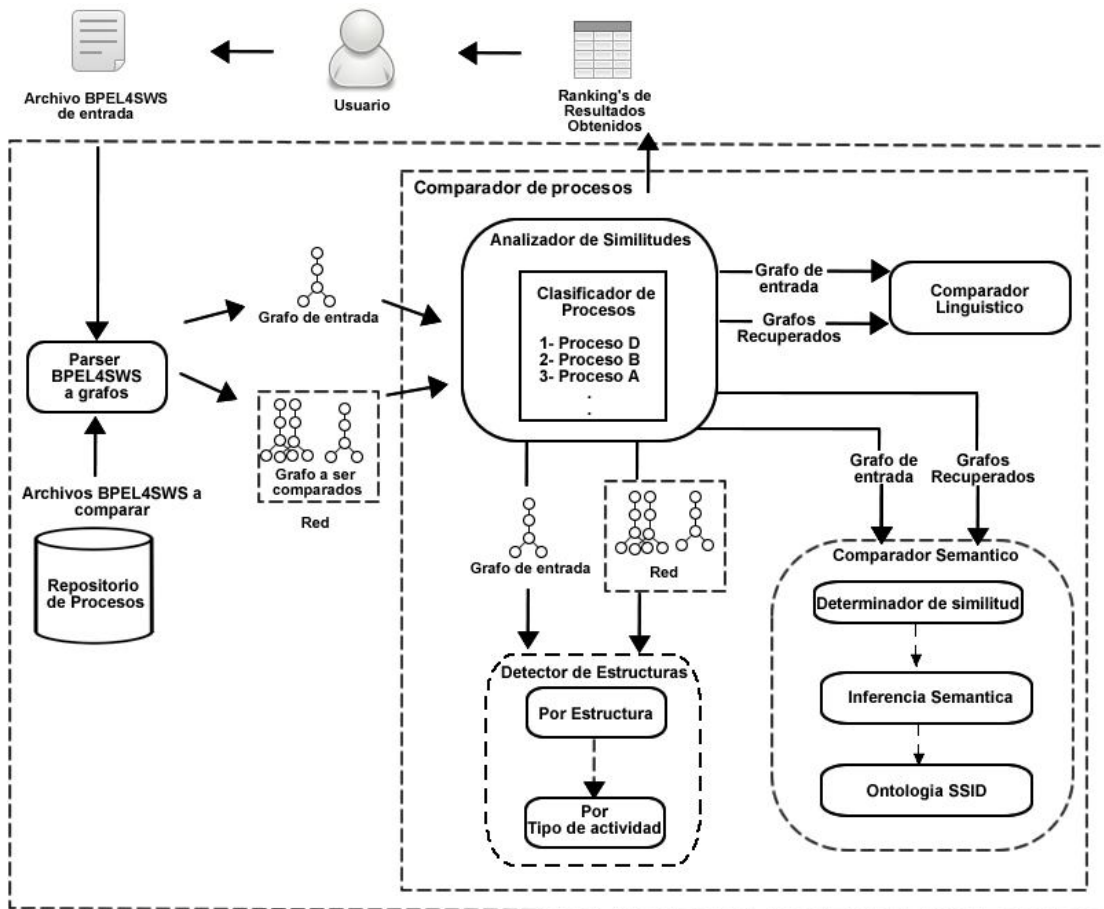 Archivo BPEL4SWS
de entrada
Usuario
Ranking's de
Resultados
Obtenidos
Comparador de procesos
Analizador de Similitudes
Clasificador de
Procesos
1- Proceso D
2- Proceso B
3- Proceso A
.
.
Grafo de
entrada
Grafos
Recuperados
Comparador
Linguistico
Grafo de entrada
Parser
BPEL4SWS
a grafos
Grafo a ser
comparados
Red
Archivos BPEL4SWS a
comparar
Repositorio
de Procesos
Grafo de entrada
Red
Grafo de
entrada
Grafos
Recuperados
Detector de Estructuras
Por Estructura
Por
Tipo de actividad
Comparador Semantico
Determinador de similitud
Inferencia Semantica
Ontologia SSID